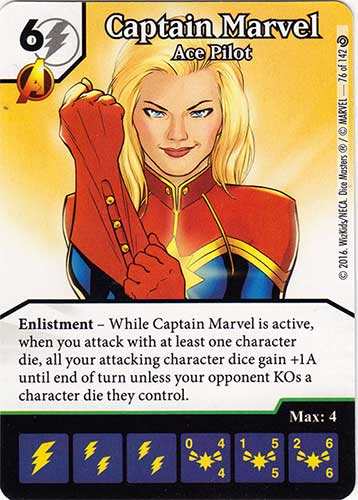 6
Captain Marvel
Ace Pilot
© 2016. WizKids/NECA. Dice Masters ® / © MARVEL — 76 of 142
Enlistment – While Captain Marvel is active,
when you attack with at least one character
die, all your attacking character dice gain +1A
until end of turn unless your opponent KOs a
character die they control.
Max: 4
0 4 4
1 5 5
2 6 6